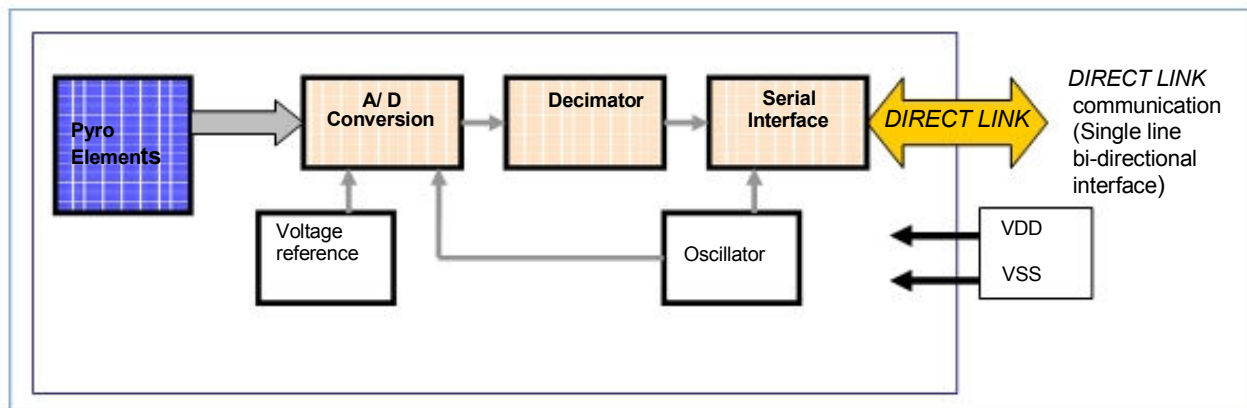 Pyro
Elements
A/ D
Conversion
Decimator
Serial
Interface
DIRECT LINK
DIRECT LINK
communication
(Single line
bi-directional
interface)
Voltage
reference
Oscillator
VDD
VSS